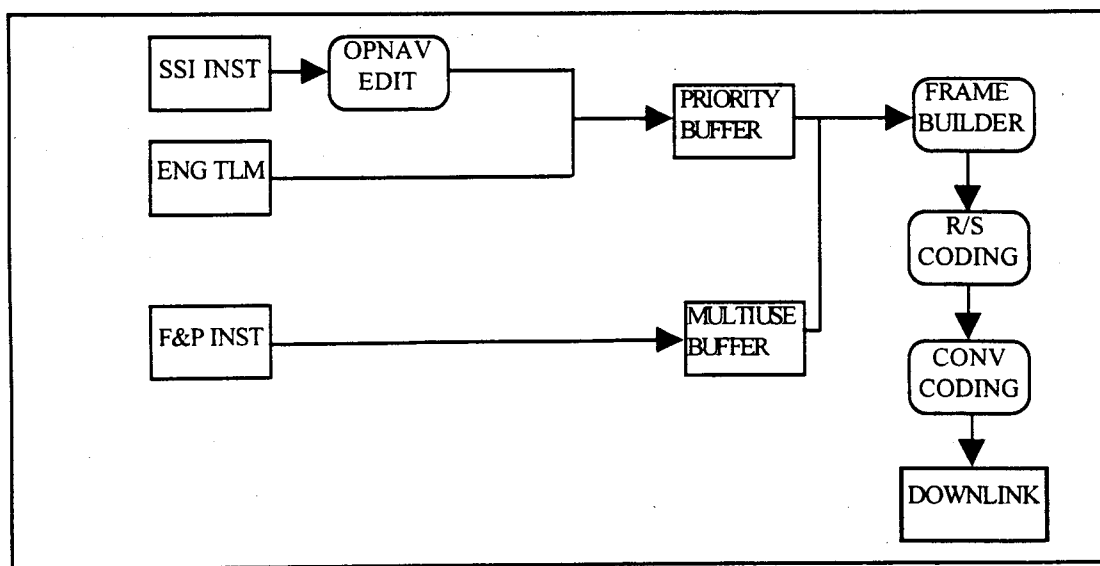 SSI INST
OPNAV
EDIT
PRIORITY
BUFFER
FRAME
BUILDER
ENG TLM
R/S
CODING
F&P INST
MULTIUSE
BUFFER
CONV
CODING
DOWNLINK